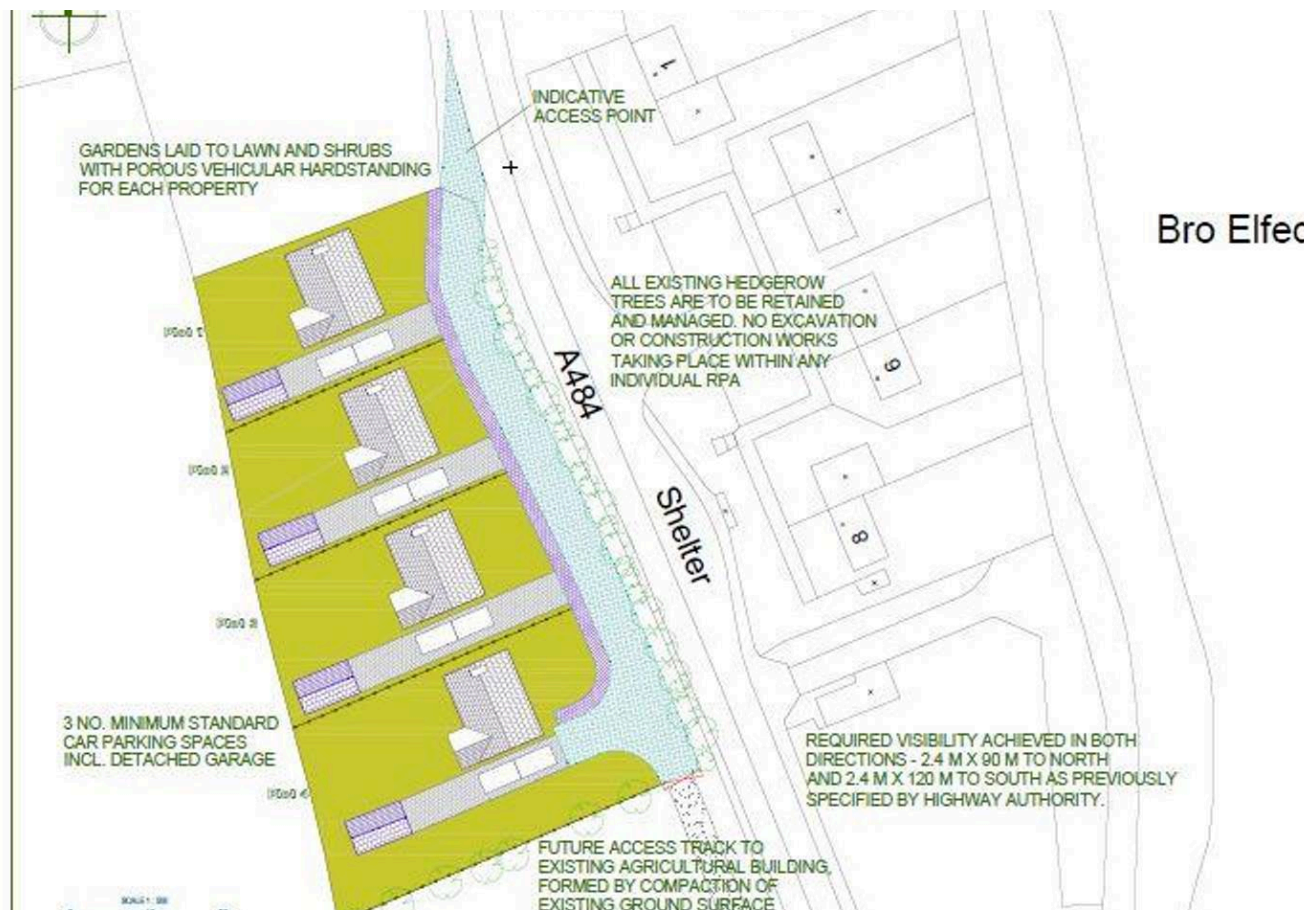 INDICATIVE
ACCESS POINT
1
GARDENS LAID TO LAWN AND SHRUBS
WITH POROUS VEHICULAR HARDSTANDING
FOR EACH PROPERTY
Bro Elfed
ALL EXISTING HEDGEROW
TREES ARE TO BE RETAINED
AND MANAGED. NO EXCAVATION
OR CONSTRUCTION WORKS
TAKING PLACE WITHIN ANY
INDIVIDUAL RPA
A484
Shelter
8
3 NO. MINIMUM STANDARD
CAR PARKING SPACES
INCL. DETACHED GARAGE
REQUIRED VISIBILITY ACHIEVED IN BOTH
DIRECTIONS - 2.4 M X 90 M TO NORTH
AND 2.4 M X 120 M TO SOUTH AS PREVIOUSLY
SPECIFIED BY HIGHWAY AUTHORITY.
FUTURE ACCESS TRACK TO
EXISTING AGRICULTURAL BUILDING,
FORMED BY COMPACTION OF
EXISTING GROUND SURFACE